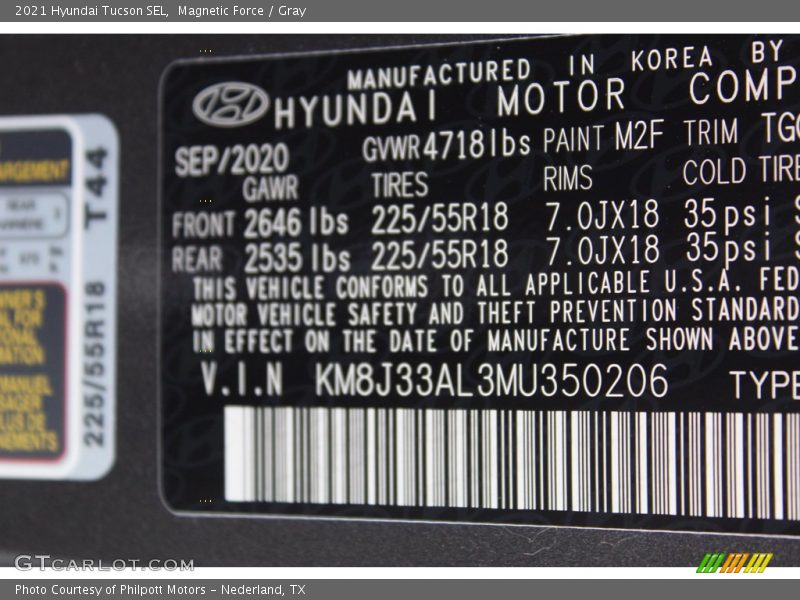 2021 Hyundai Tucson SEL, Magnetic Force / Gray
MANUFACTURED IN KOREA BY
HYUNDAI MOTOR COMP
SEP/2020 GVWR 4718lbs PAINT M2F TRIM TGG
GAWR TIRES RIMS COLD TIRE
FRONT 2646 lbs 225/55R18 7.0JX18 35psi
REAR 2535 lbs 225/55R18 7.0JX18 35psi
THIS VEHICLE CONFORMS TO ALL APPLICABLE U.S.A. FED
MOTOR VEHICLE SAFETY AND THEFT PREVENTION STANDARD
IN EFFECT ON THE DATE OF MANUFACTURE SHOWN ABOVE
V.I.N KM8J33AL3MU350206 TYPE
T44
225/55R18
GTCARLOT.COM
Photo Courtesy of Philpott Motors - Nederland, TX